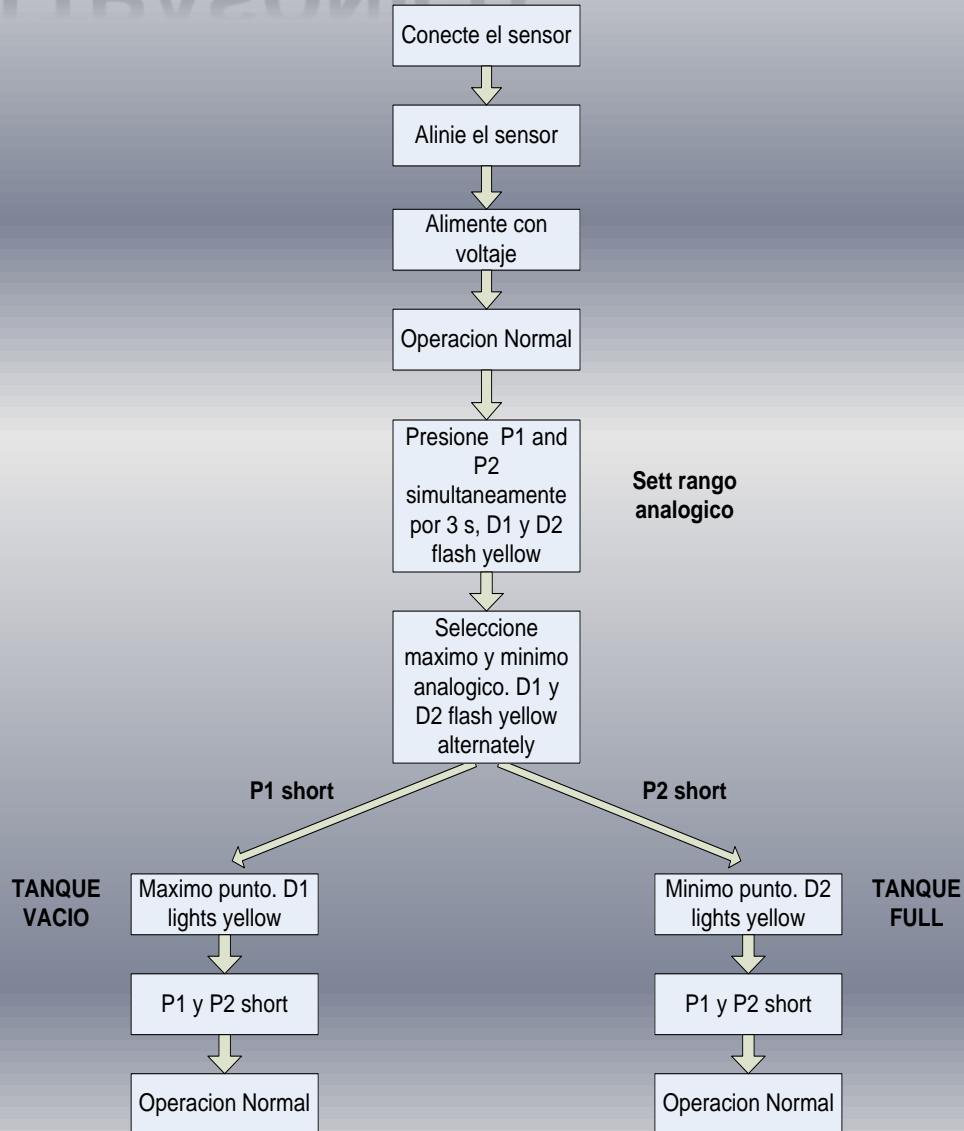 Conecte el sensor
Alinie el sensor
Alimente con
voltaje
Operacion Normal
Presione P1 and
P2
simultaneamente
por 3 s, D1 y D2
flash yellow
Sett rango
analogico
Seleccione
maximo y minimo
analogico. D1 y
D2 flash yellow
alternately
P1 short
P2 short
TANQUE
VACIO
Maximo punto. D1
lights yellow
Minimo punto. D2
lights yellow
TANQUE
FULL
P1 y P2 short
P1 y P2 short
Operacion Normal
Operacion Normal